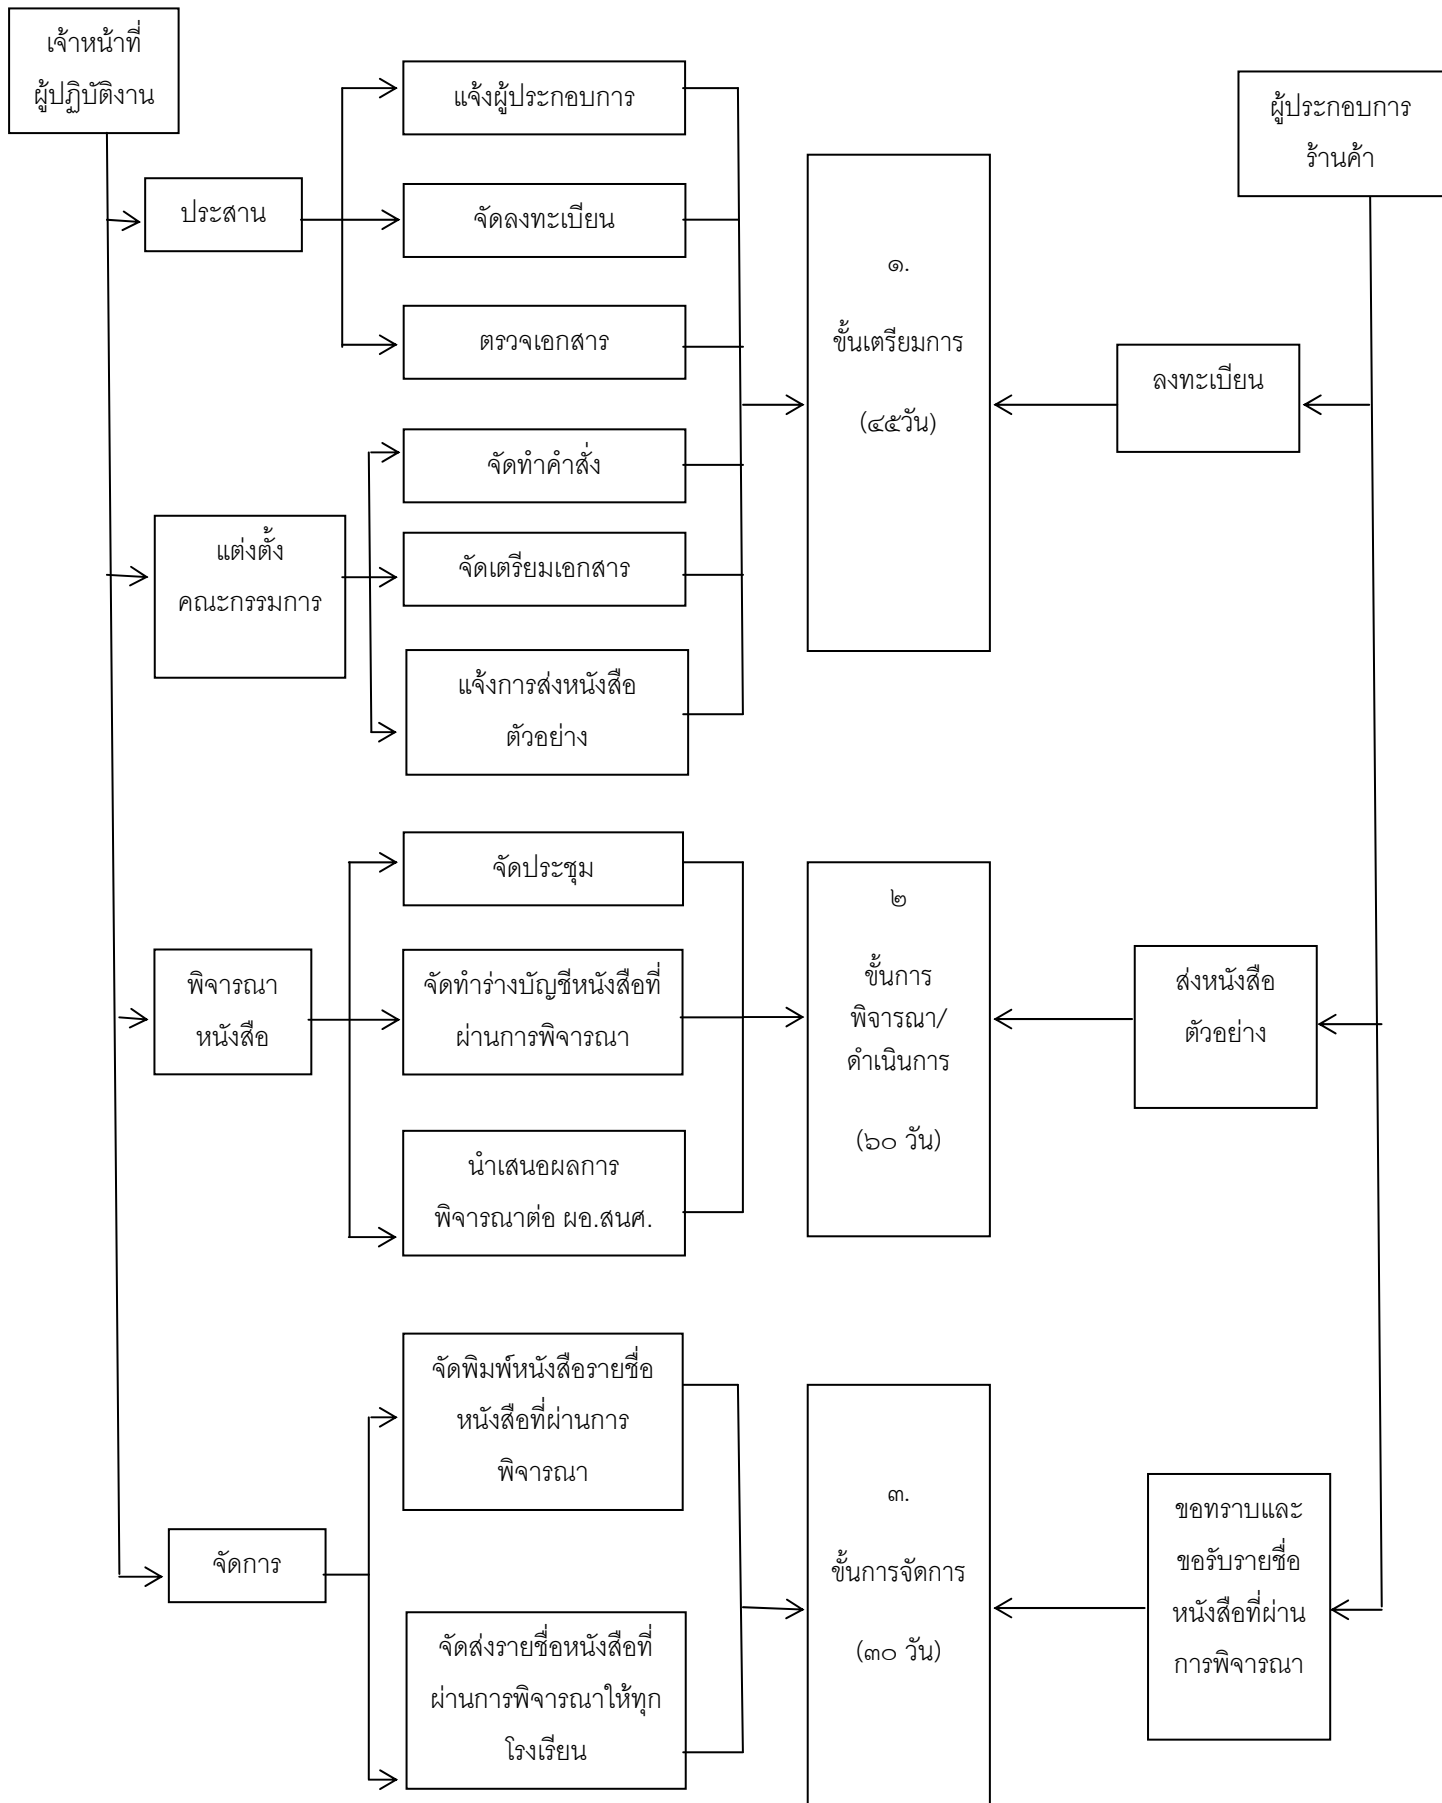 เจ้าหน้าที่
ผู้ปฏิบัติงาน
ประสาน
แจ้งผู้ประกอบการ
จัดลงทะเบียน
ตรวจเอกสาร
แต่งตั้ง
คณะกรรมการ
จัดทำคำสั่ง
จัดเตรียมเอกสาร
แจ้งการส่งหนังสือ
ตัวอย่าง
๑.
ขั้นเตรียมการ
(๔๕วัน)
ลงทะเบียน
ผู้ประกอบการ
ร้านค้า
พิจารณา
หนังสือ
จัดประชุม
จัดทำร่างบัญชีหนังสือที่
ผ่านการพิจารณา
นำเสนอผลการ
พิจารณาต่อ ผอ.สนศ.
๒
ขั้นการ
พิจารณา/
ดำเนินการ
(๖๐ วัน)
ส่งหนังสือ
ตัวอย่าง
จัดการ
จัดพิมพ์หนังสือรายชื่อ
หนังสือที่ผ่านการ
พิจารณา
จัดส่งรายชื่อหนังสือที่
ผ่านการพิจารณาให้ทุก
โรงเรียน
๓.
ขั้นการจัดการ
(๓๐ วัน)
ขอทราบและ
ขอรับรายชื่อ
หนังสือที่ผ่าน
การพิจารณา